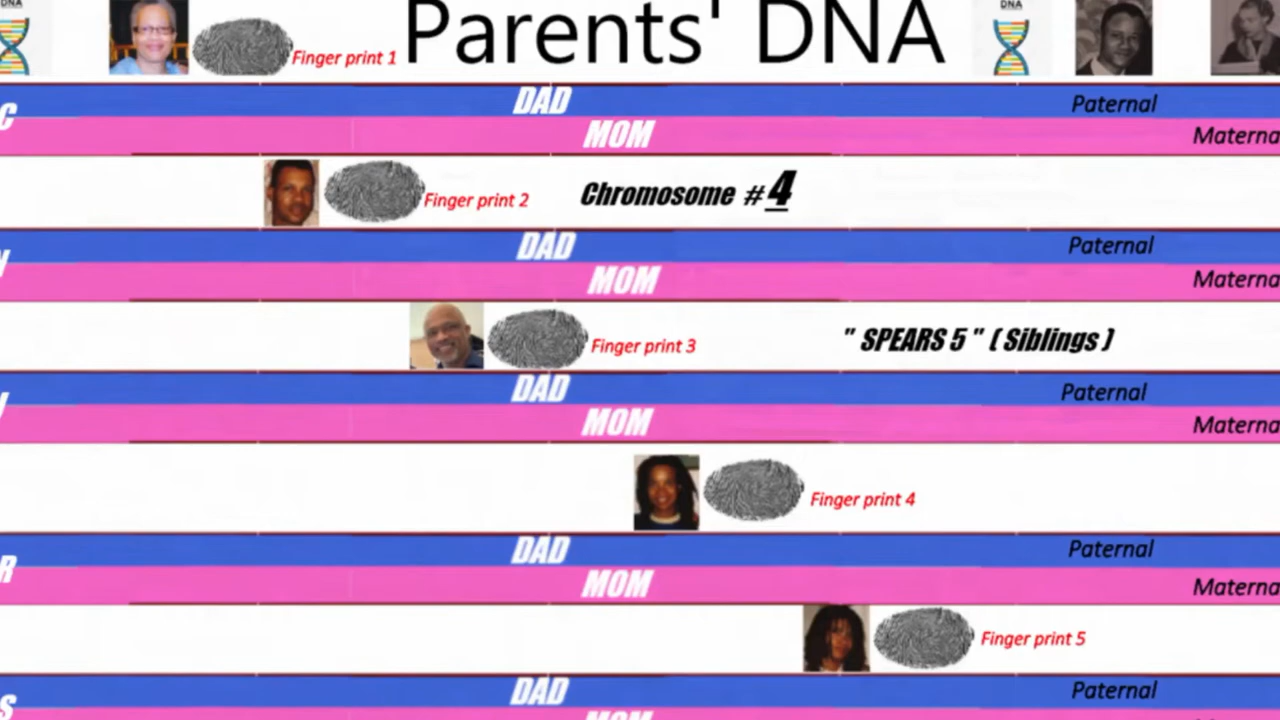 DNA
Parents' DNA
DNA
Finger print 1
DAD
Paternal
C
MOM
Materna
Finger print 2
Chromosome #4
DAD
Paternal
MOM
Materna
Finger print 3
" SPEARS 5 " ( Siblings )
DAD
Paternal
MOM
Materna
Finger print 4
DAD
Paternal
R
MOM
Materna
Finger print 5
DAD
Paternal
S